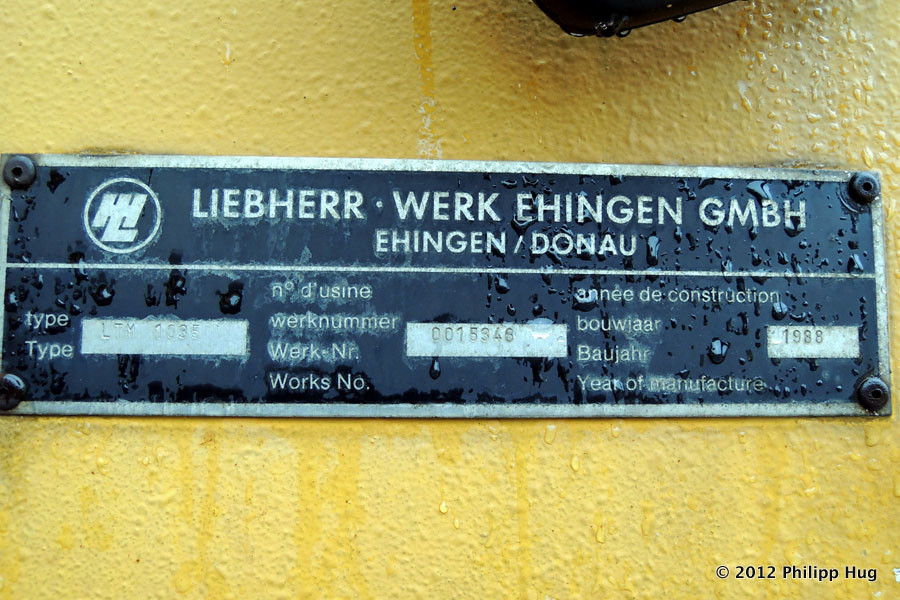 LIEBHERR · WERK EHINGEN GMBH
EHINGEN / DONAU
type
Type
LTM 1035
n° d'usine
werknummer
Werk-Nr.
Works No.
0015346
année de construction
bouwjaar
Baujahr
Year of manufacture
1988
© 2012 Philipp Hug